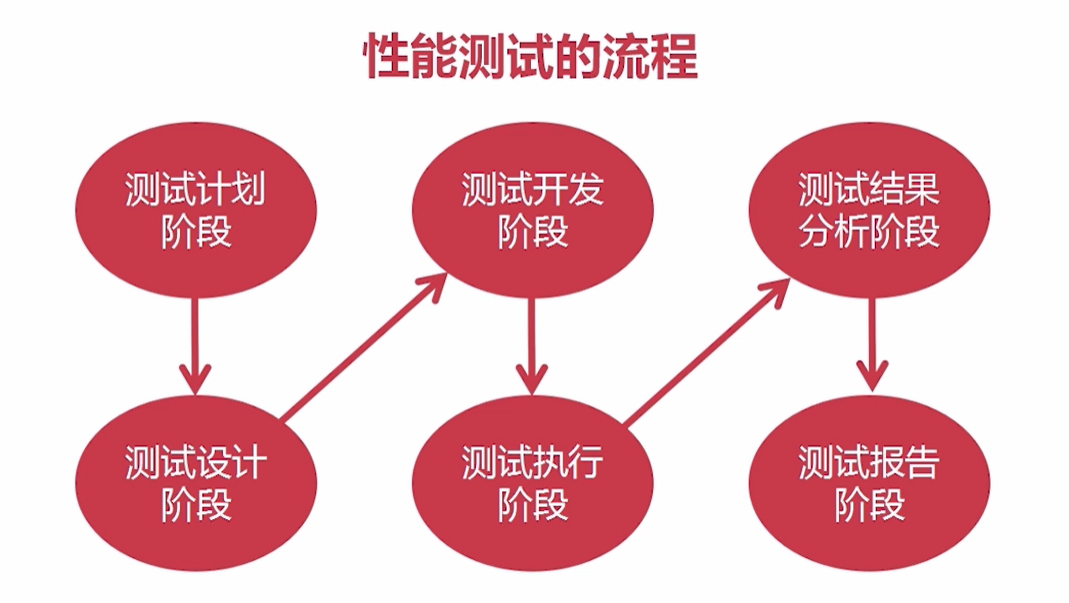 性能测试的流程
测试计划
阶段
测试设计
阶段
测试开发
阶段
测试执行
阶段
测试结果
分析阶段
测试报告
阶段